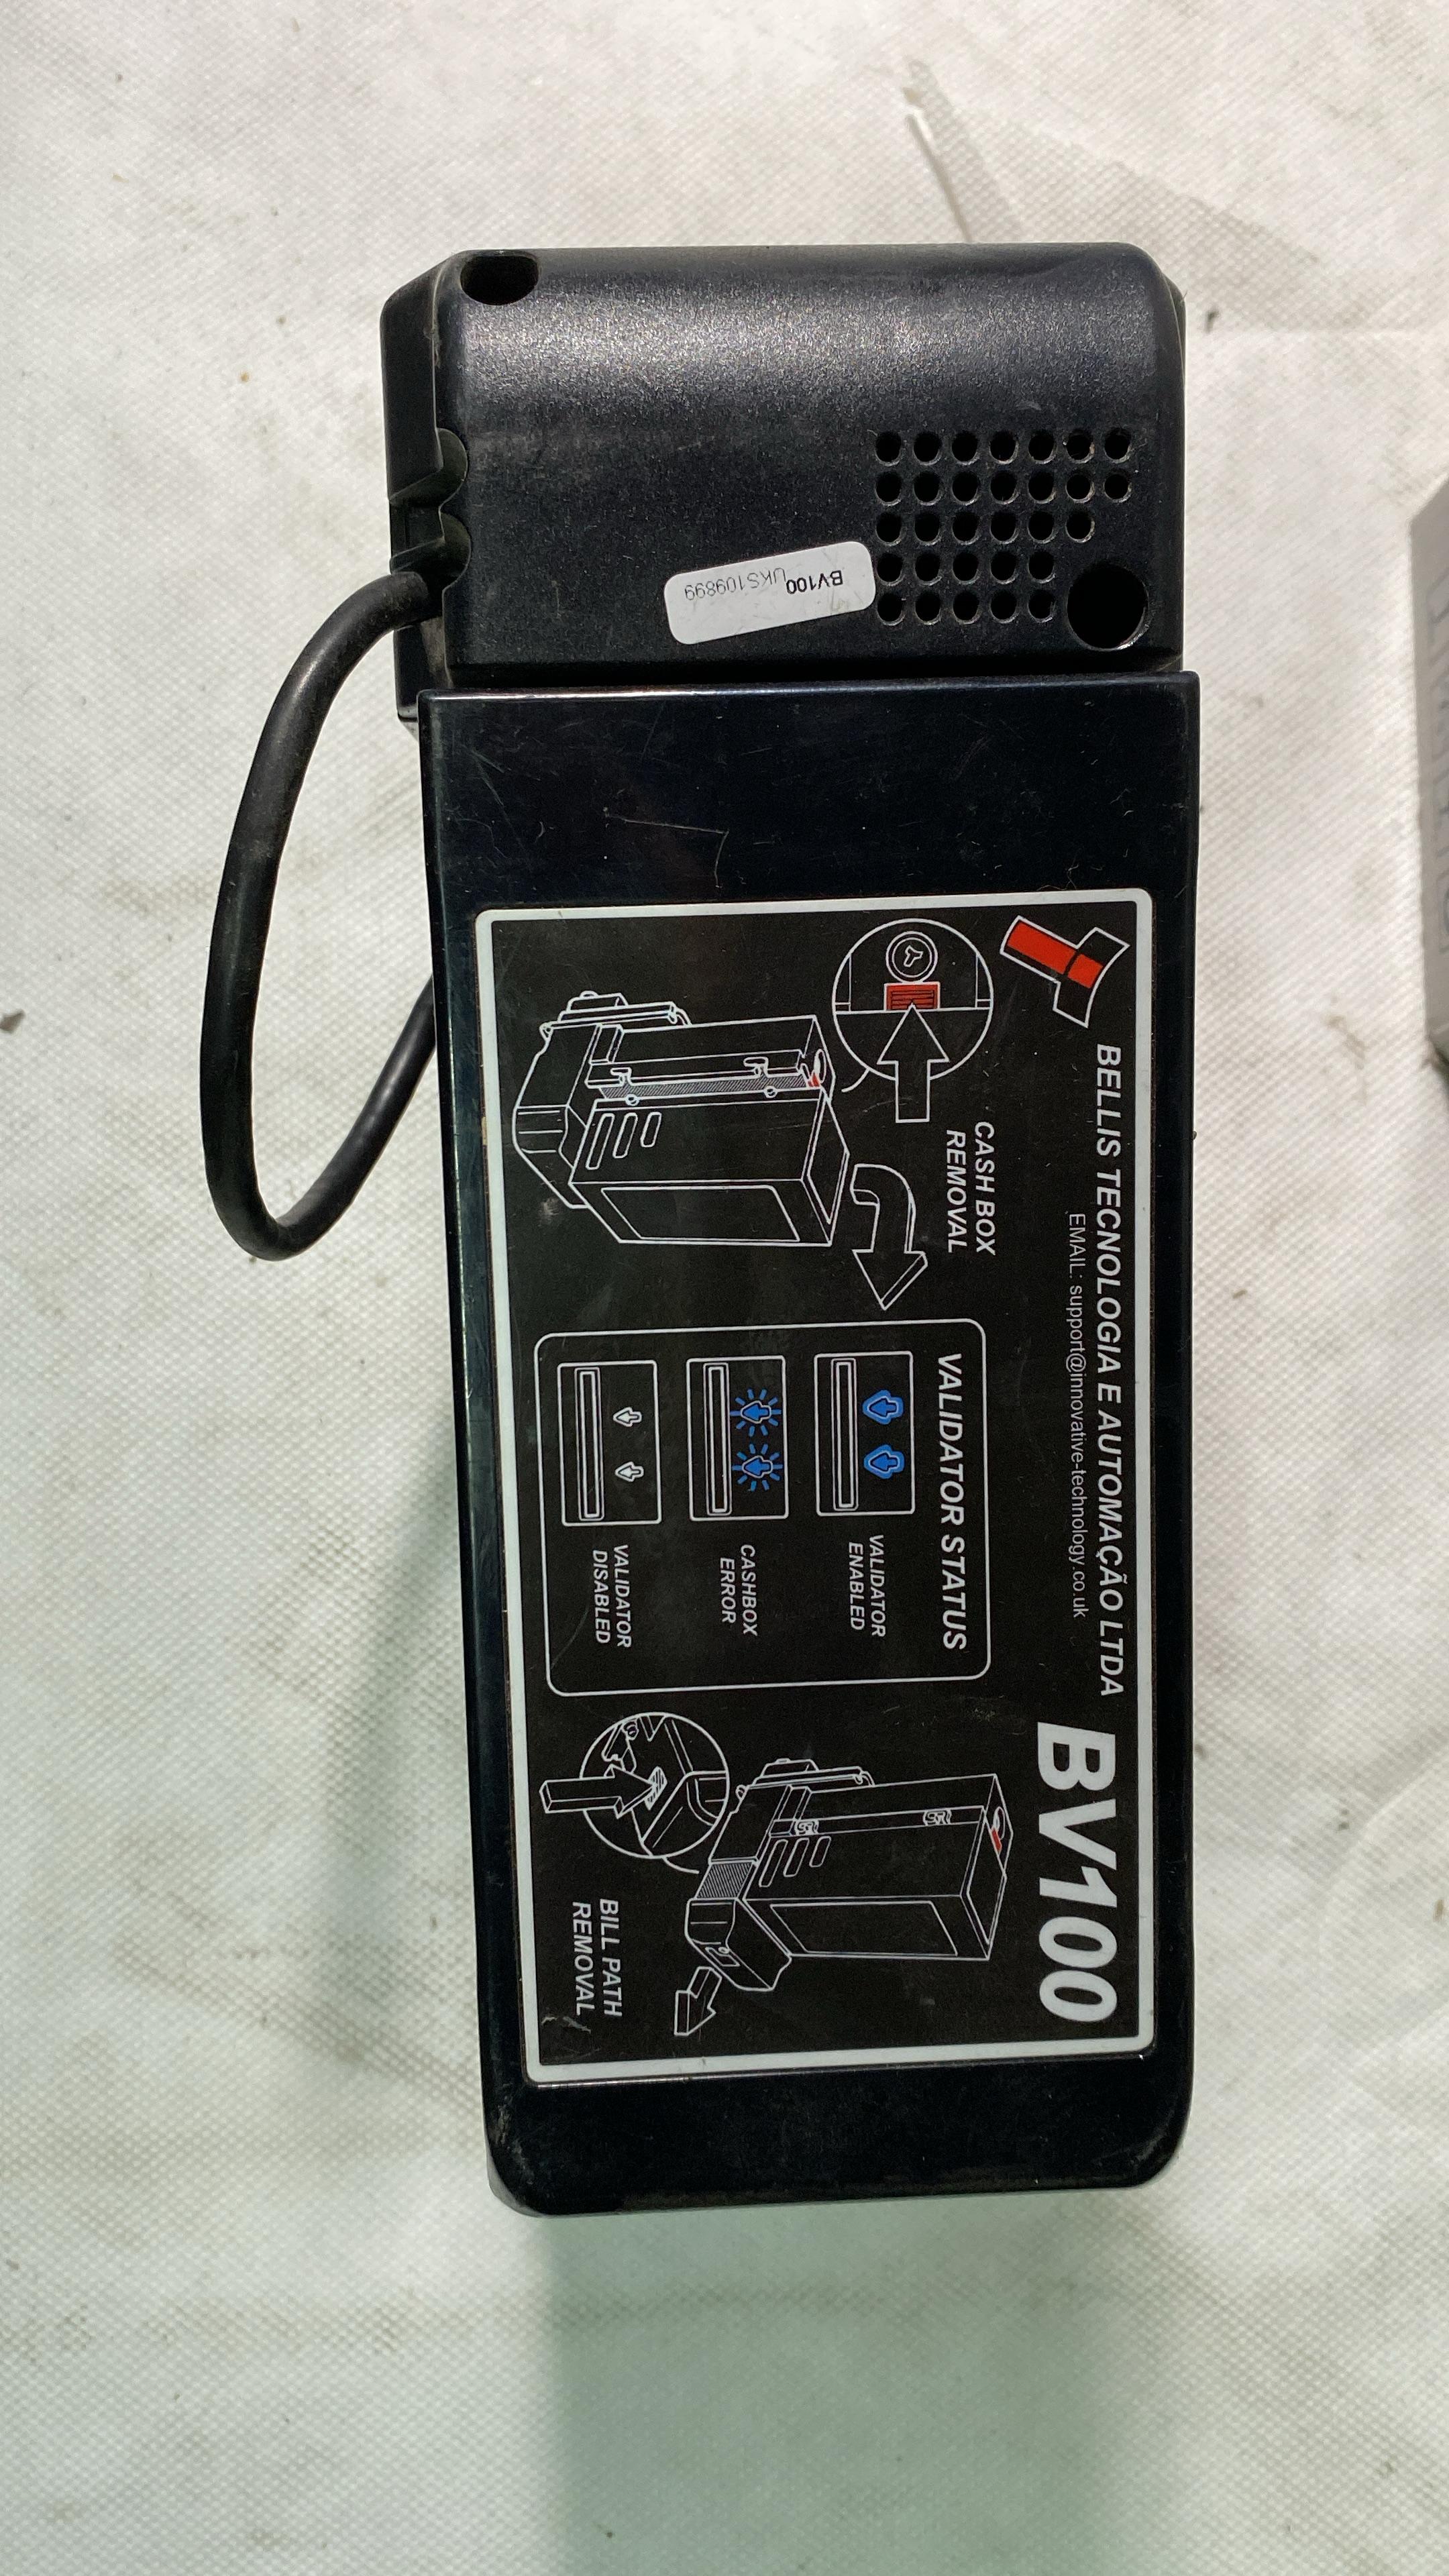 BV100
UKS109899
BELLIS TECNOLOGIA E AUTOMAÇÃO LTDA
EMAIL: support@innovative-technology.co.uk
BV100
CASH BOX
REMOVAL
VALIDATOR STATUS
VALIDATOR
ENABLED
CASHBOX
ERROR
VALIDATOR
DISABLED
BILL PATH
REMOVAL